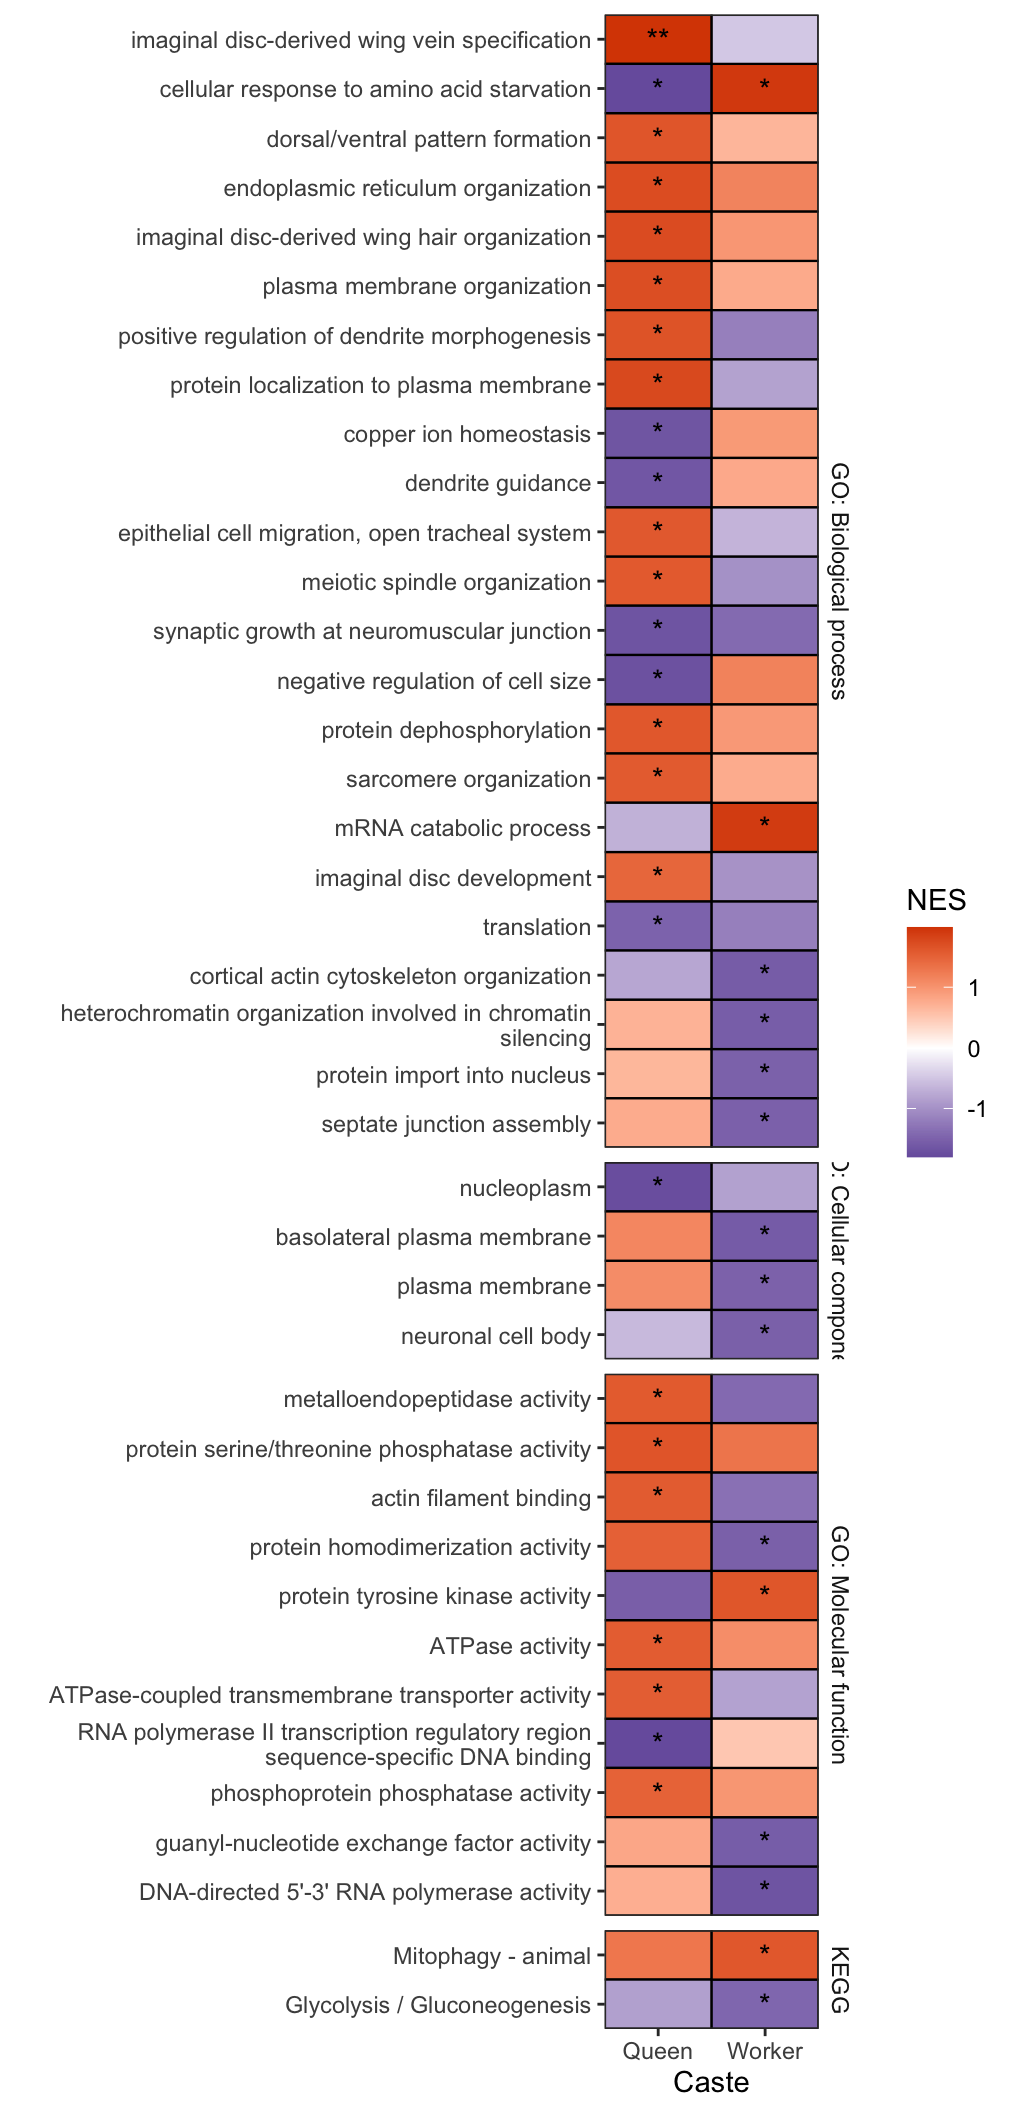 imaginal disc-derived wing vein specification
**
cellular response to amino acid starvation
* *
dorsal/ventral pattern formation
*
endoplasmic reticulum organization
*
imaginal disc-derived wing hair organization
*
plasma membrane organization
*
positive regulation of dendrite morphogenesis
*
protein localization to plasma membrane
*
copper ion homeostasis
*
dendrite guidance
*
epithelial cell migration, open tracheal system
*
meiotic spindle organization
*
synaptic growth at neuromuscular junction
*
negative regulation of cell size
*
protein dephosphorylation
*
sarcomere organization
*
mRNA catabolic process
*
imaginal disc development
*
translation
*
cortical actin cytoskeleton organization
*
heterochromatin organization involved in chromatin
silencing
*
protein import into nucleus
*
septate junction assembly
*
GO: Biological process
nucleoplasm
*
basolateral plasma membrane
*
plasma membrane
*
neuronal cell body
*
: Cellular
metalloendopeptidase activity
*
protein serine/threonine phosphatase activity
*
actin filament binding
*
protein homodimerization activity
*
protein tyrosine kinase activity
*
ATPase activity
*
ATPase-coupled transmembrane transporter activity
*
RNA polymerase II transcription regulatory region
sequence-specific DNA binding
*
phosphoprotein phosphatase activity
*
guanyl-nucleotide exchange factor activity
*
DNA-directed 5'-3' RNA polymerase activity
*
GO: Molecular function
Mitophagy - animal
*
Glycolysis / Gluconeogenesis
*
KEGG
Queen Worker
Caste
NES
1
0
-1